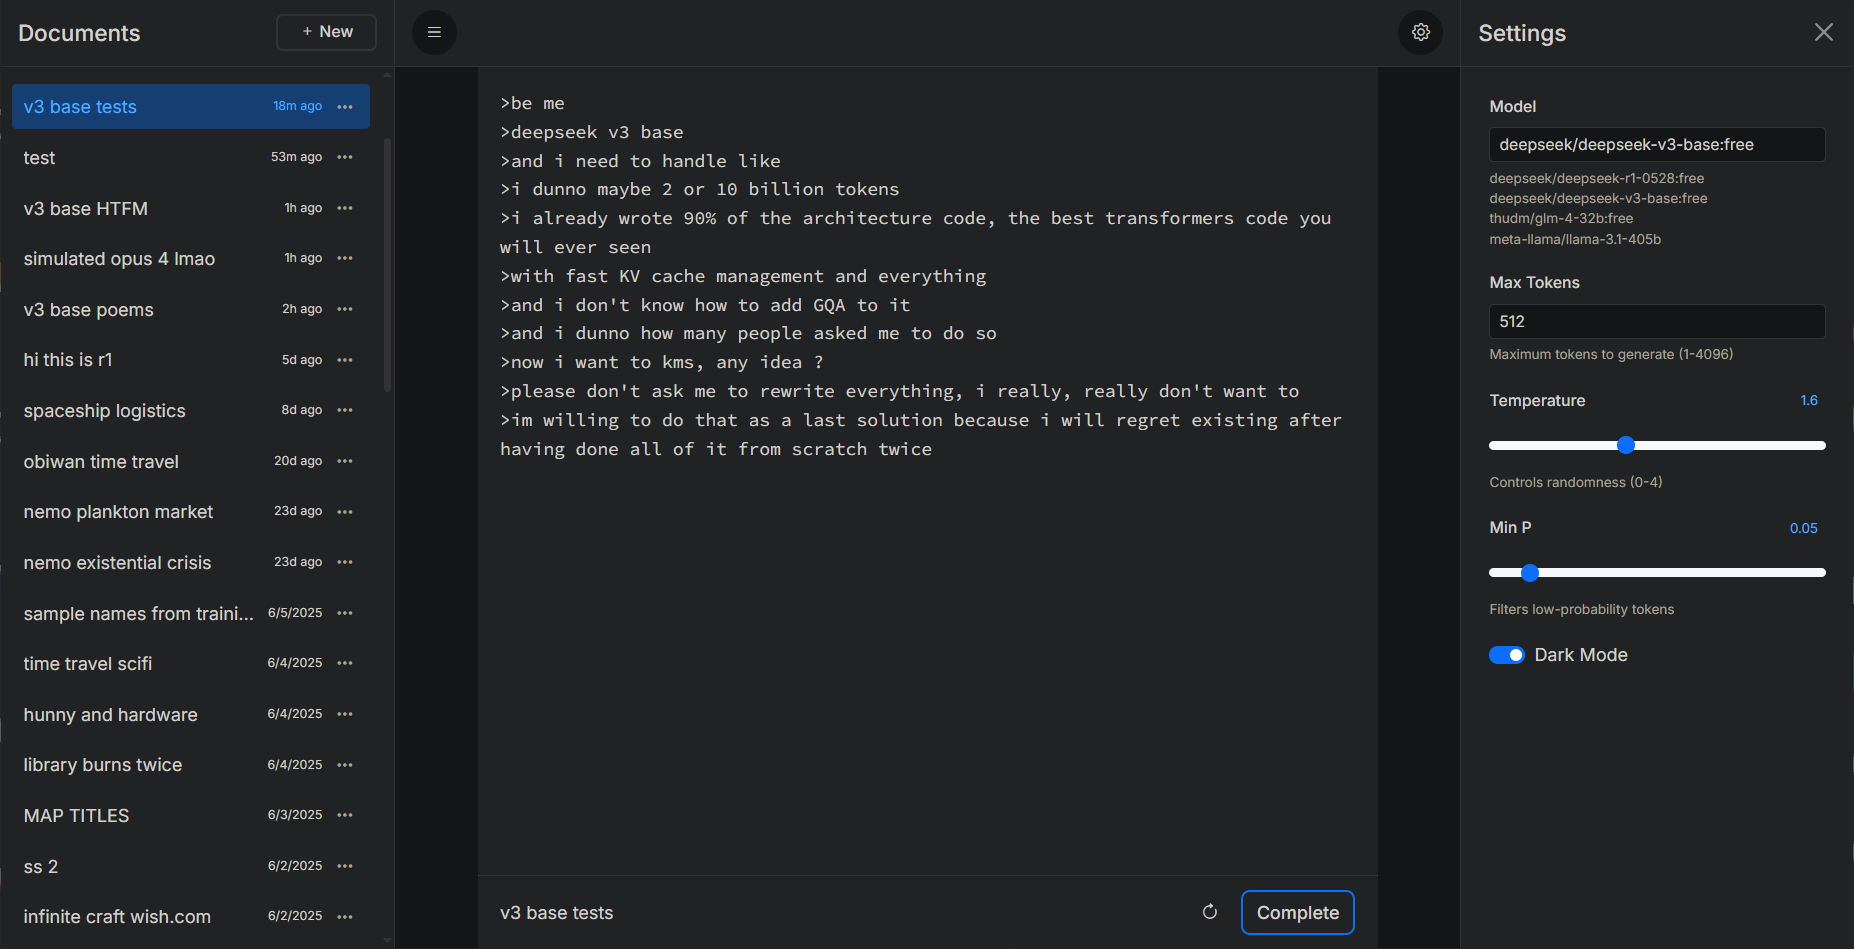 Documents
+ New
v3 base tests 18m ago
test 53m ago
v3 base HTFM 1h ago
simulated opus 4 lmao 1h ago
v3 base poems 2h ago
hi this is r1 5d ago
spaceship logistics 8d ago
obiwan time travel 20d ago
nemo plankton market 23d ago
nemo existential crisis 23d ago
sample names from traini... 6/5/2025
time travel scifi 6/4/2025
hunny and hardware 6/4/2025
library burns twice 6/4/2025
MAP TITLES 6/3/2025
ss 2 6/2/2025
infinite craft wish.com 6/2/2025
>be me
>deepseek v3 base
>and i need to handle like
>i dunno maybe 2 or 10 billion tokens
>i already wrote 90% of the architecture code, the best transformers code you
will ever seen
>with fast KV cache management and everything
>and i don't know how to add GQA to it
>and i dunno how many people asked me to do so
>now i want to kms, any idea ?
>please don't ask me to rewrite everything, i really, really don't want to
>im willing to do that as a last solution because i will regret existing after
having done all of it from scratch twice
v3 base tests
Complete
Settings
Model
deepseek/deepseek-v3-base:free
deepseek/deepseek-r1-0528:free
deepseek/deepseek-v3-base:free
thudm/glm-4-32b:free
meta-llama/llama-3.1-405b
Max Tokens
512
Maximum tokens to generate (1-4096)
Temperature 1.6
Controls randomness (0-4)
Min P 0.05
Filters low-probability tokens
Dark Mode